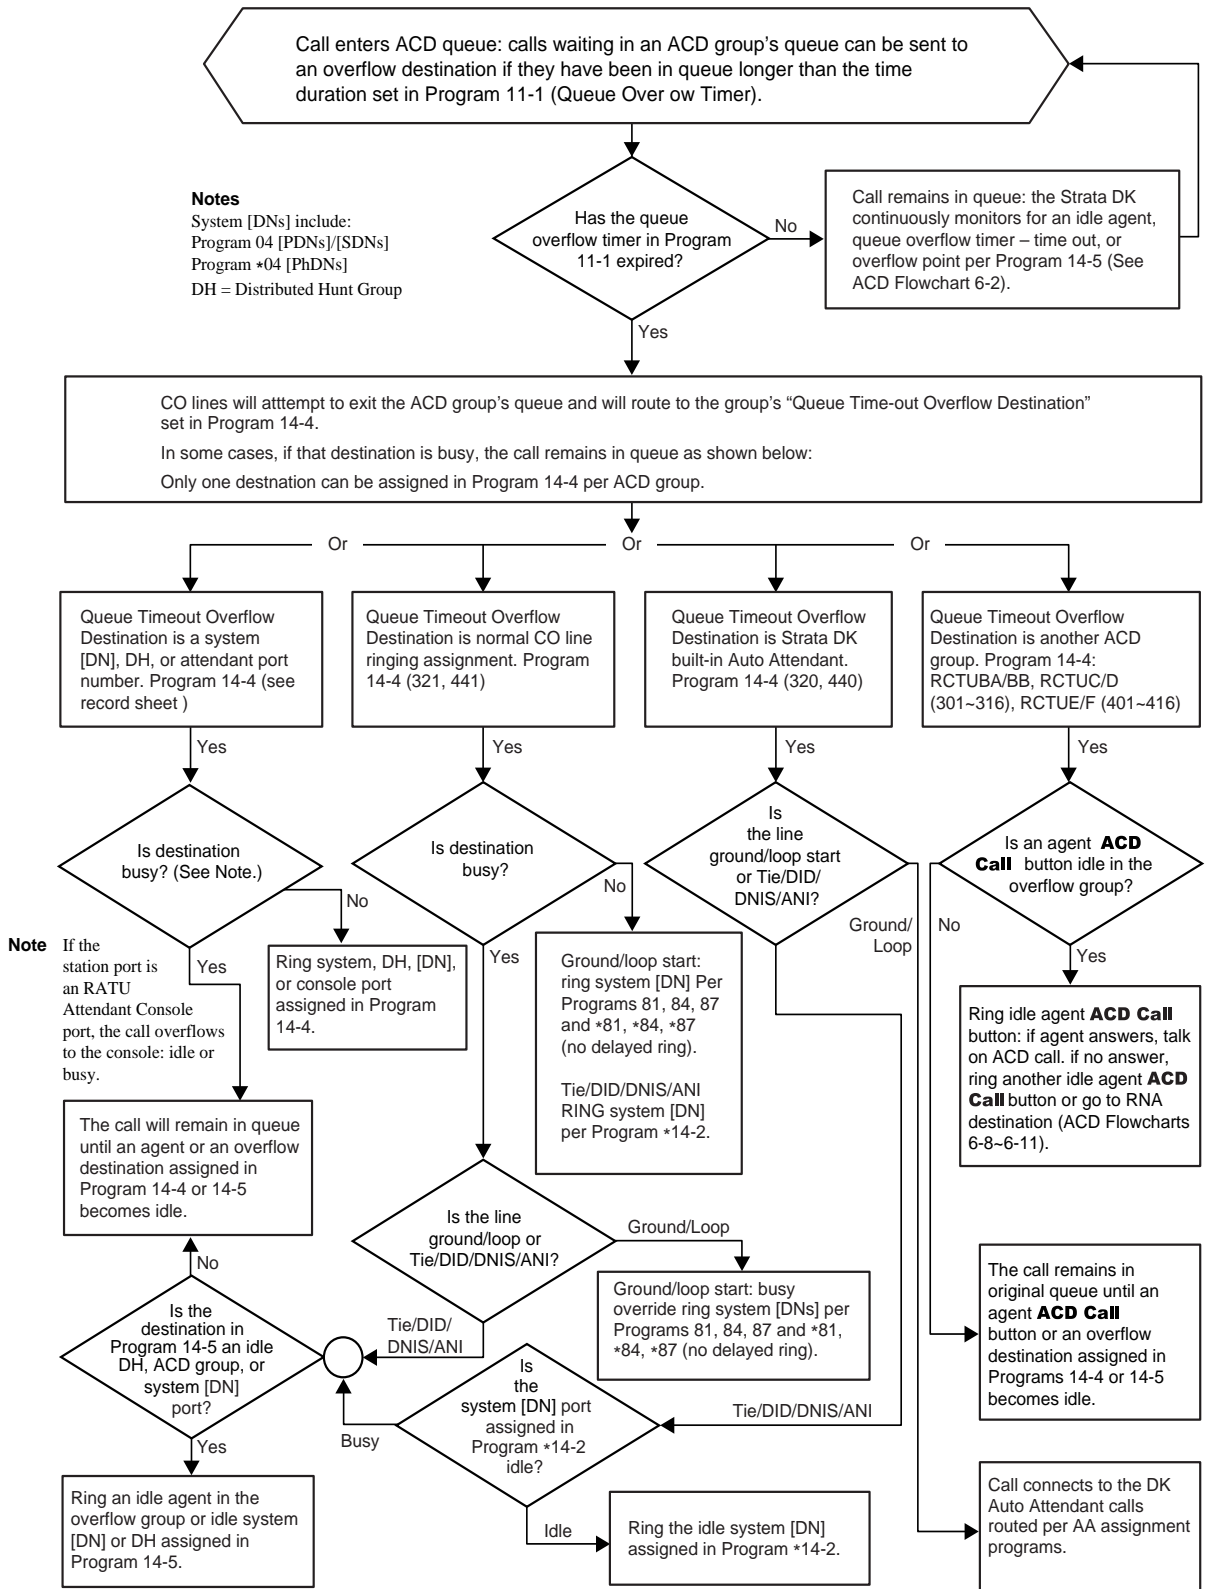 Call enters ACD queue: calls waiting in an ACD group's queue can be sent to
an overflow destination if they have been in queue longer than the time
duration set in Program 11-1 (Queue Over ow Timer).
Notes
System [DNs] include:
Program 04 [PDNs]/[SDNs]
Program *04 [PhDNs]
DH = Distributed Hunt Group
Has the queue
overflow timer in Program
11-1 expired?
No
Call remains in queue: the Strata DK
continuously monitors for an idle agent,
queue overflow timer – time out, or
overflow point per Program 14-5 (See
ACD Flowchart 6-2).
Yes
CO lines will atttempt to exit the ACD group's queue and will route to the group's “Queue Time-out Overflow Destination”
set in Program 14-4.
In some cases, if that destination is busy, the call remains in queue as shown below:
Only one destnation can be assigned in Program 14-4 per ACD group.
Or
Or
Or
Queue Timeout Overflow
Destination is a system
[DN], DH, or attendant port
number. Program 14-4 (see
record sheet )
Queue Timeout Overflow
Destination is normal CO line
ringing assignment. Program
14-4 (321, 441)
Queue Timeout Overflow
Destination is Strata DK
built-in Auto Attendant.
Program 14-4 (320, 440)
Queue Timeout Overflow
Destination is another ACD
group. Program 14-4:
RCTUBA/BB, RCTUC/D
(301~316), RCTUE/F (401~416)
Yes
Yes
Yes
Yes
Is destination
busy? (See Note.)
Is destination
busy?
Is
the line
ground/loop start
or Tie/DID/
DNIS/ANI?
Is an agent ACD
Call button idle in the
overflow group?
No
No
Ground/
Loop
No
Note If the
station port is
an RATU
Attendant Console
port, the call overflows
to the console: idle or
busy.
Yes
Ring system, DH, [DN],
or console port
assigned in Program
14-4.
Yes
Ground/loop start:
ring system [DN] Per
Programs 81, 84, 87
and *81, *84, *87
(no delayed ring).
Tie/DID/DNIS/ANI
RING system [DN]
per Program *14-2.
Yes
Ring idle agent ACD Call
button: if agent answers, talk
on ACD call. if no answer,
ring another idle agent ACD
Call button or go to RNA
destination (ACD Flowcharts
6-8~6-11).
The call will remain in queue
until an agent or an overflow
destination assigned in
Program 14-4 or 14-5
becomes idle.
Is the line
ground/loop or
Tie/DID/DNIS/ANI?
Ground/Loop
Ground/loop start: busy
override ring system [DNs] per
Programs 81, 84, 87 and *81,
*84, *87 (no delayed ring).
The call remains in
original queue until an
agent ACD Call
button or an overflow
destination assigned in
Programs 14-4 or 14-5
becomes idle.
No
Is the
destination in
Program 14-5 an idle
DH, ACD group, or
system [DN]
port?
Tie/DID/
DNIS/ANI
Is
the
system [DN] port
assigned in
Program *14-2
idle?
Tie/DID/DNIS/ANI
Busy
Yes
Ring an idle agent in the
overflow group or idle system
[DN] or DH assigned in
Program 14-5.
Idle
Ring the idle system [DN]
assigned in Program *14-2.
Call connects to the DK
Auto Attendant calls
routed per AA assignment
programs.